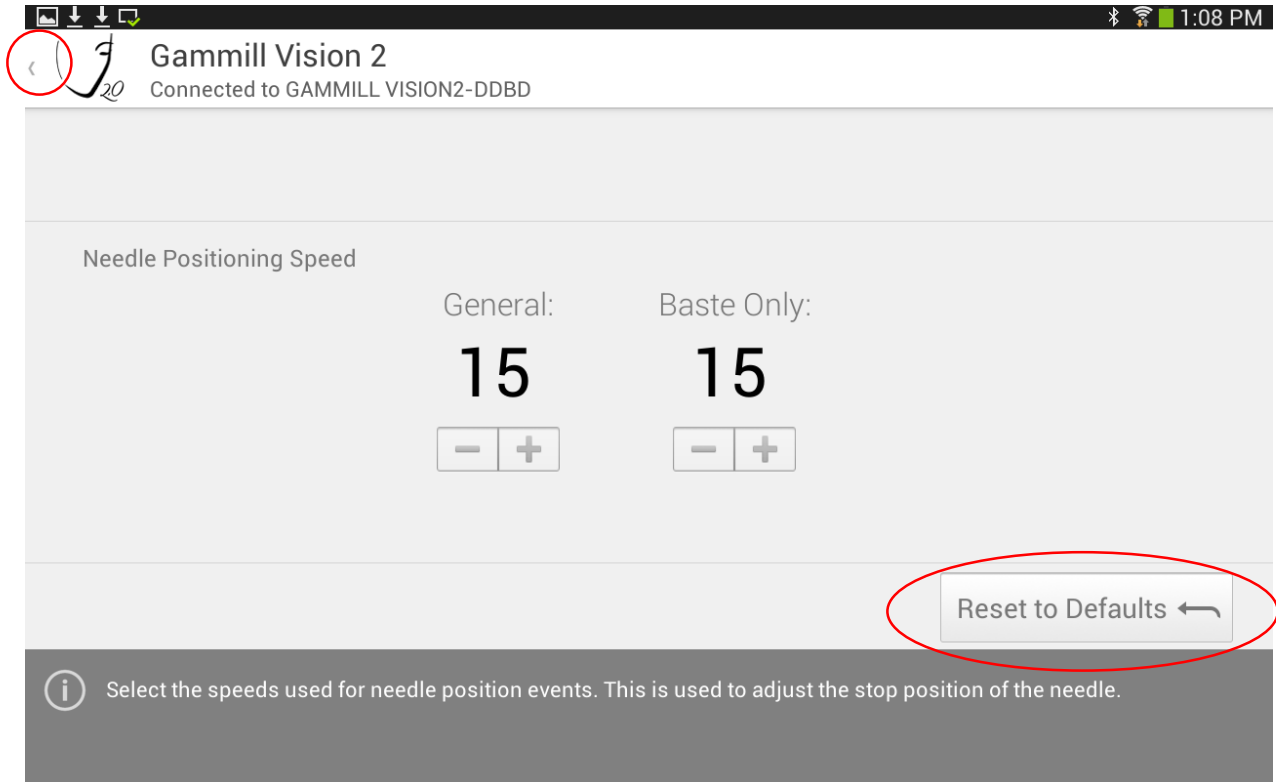 1:08 PM
Gammill Vision 2
20
Connected to GAMMILL VISION2-DDBD
Needle Positioning Speed
General: Baste Only:
15 15
Reset to Defaults
Select the speeds used for needle position events. This is used to adjust the stop position of the needle.